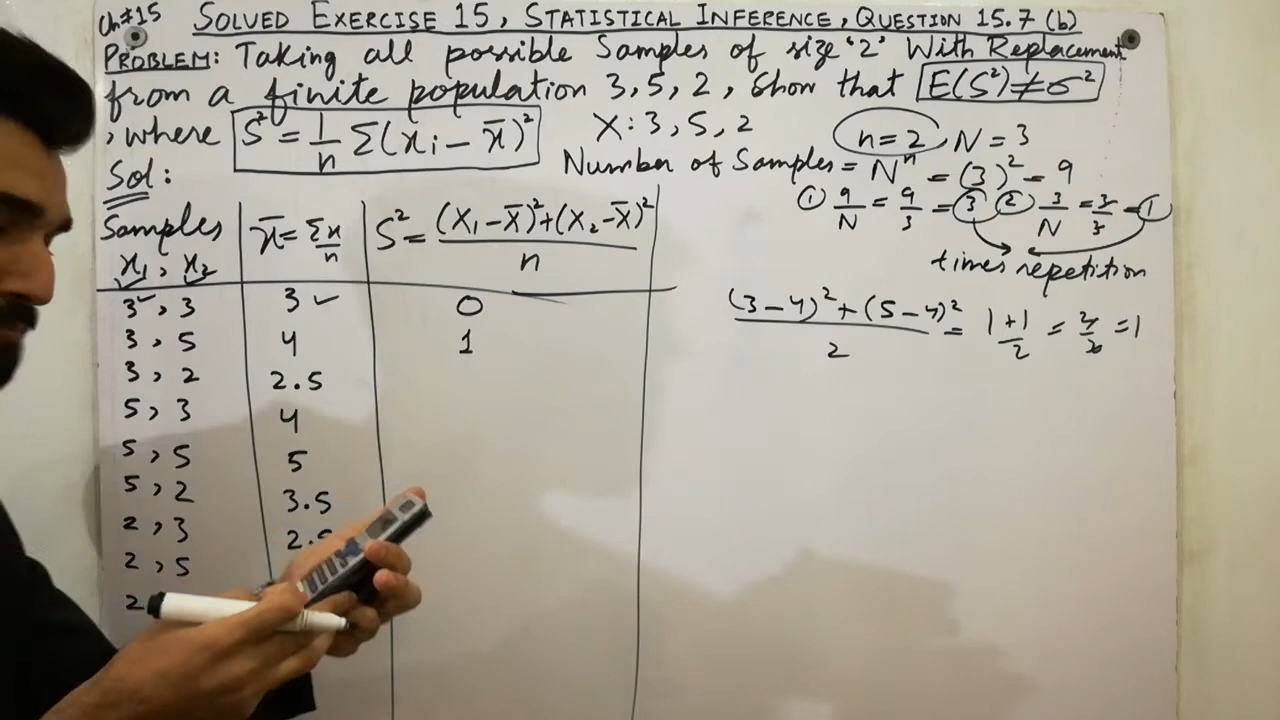 Ch#15
SOLVED EXERCISE 15, STATISTICAL INFERENCE, QUESTION 15.7 (b)
PROBLEM: Taking all possible Samples of size '2' With Replacement
from a finite population 3, 5, 2, Show that E(S²)≠σ²
, where S² = 1/n Σ(xi - x̄)² X: 3, 5, 2 n=2, N=3
Sol: Number of Samples = Nⁿ = (3)² = 9
① 9/N = 9/3 = 3 ② 3/N = 3/3 = 1
times repetition
Samples x̄ = Σx/n S² = (X₁-X̄)²+(X₂-X̄)²/n
x₁, x₂
3, 3 3 0
3, 5 4 1 (3-4)²+(5-4)²/2 = 1+1/2 = 2/2 = 1
3, 2 2.5
5, 3 4
5, 5 5
5, 2 3.5
2, 3 2.
2, 5
2